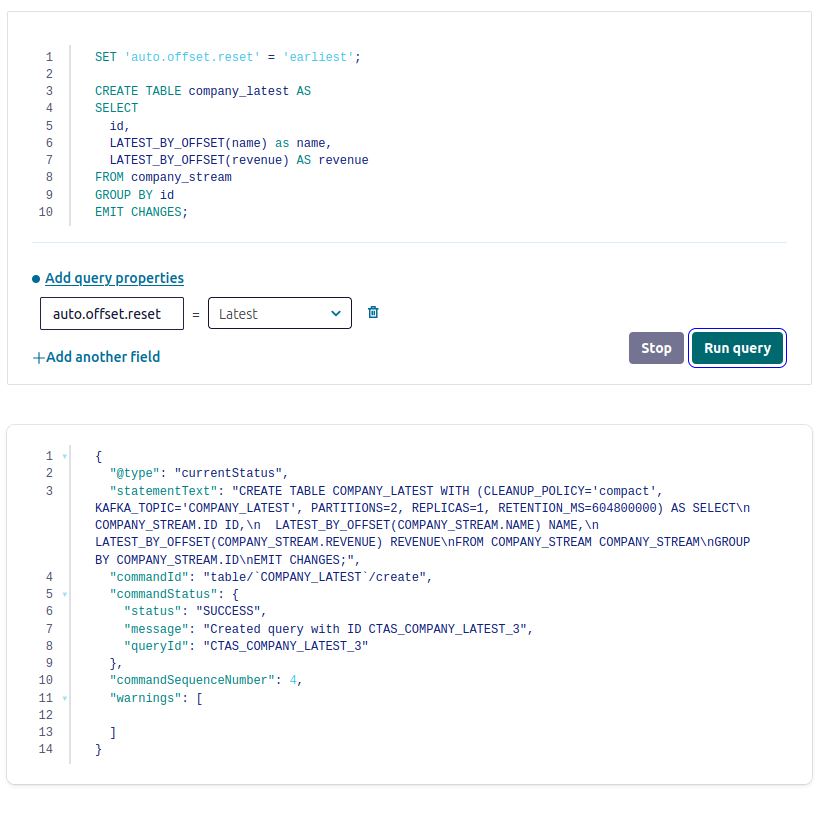 1 SET 'auto.offset.reset' = 'earliest';
2
3 CREATE TABLE company_latest AS
4 SELECT
5 id,
6 LATEST_BY_OFFSET(name) as name,
7 LATEST_BY_OFFSET(revenue) AS revenue
8 FROM company_stream
9 GROUP BY id
10 EMIT CHANGES;
Add query properties
auto.offset.reset = Latest
Stop Run query
+Add another field
1 {
2 "@type": "currentStatus",
3 "statementText": "CREATE TABLE COMPANY_LATEST WITH (CLEANUP_POLICY='compact',
KAFKA_TOPIC='COMPANY_LATEST', PARTITIONS=2, REPLICAS=1, RETENTION_MS=604800000) AS SELECT\n
COMPANY_STREAM.ID ID,\n LATEST_BY_OFFSET(COMPANY_STREAM.NAME) NAME,\n
LATEST_BY_OFFSET(COMPANY_STREAM.REVENUE) REVENUE\nFROM COMPANY_STREAM COMPANY_STREAM\nGROUP
BY COMPANY_STREAM.ID\nEMIT CHANGES;",
4 "commandId": "table/`COMPANY_LATEST`/create",
5 "commandStatus": {
6 "status": "SUCCESS",
7 "message": "Created query with ID CTAS_COMPANY_LATEST_3",
8 "queryId": "CTAS_COMPANY_LATEST_3"
9 },
10 "commandSequenceNumber": 4,
11 "warnings": [
12
13 ]
14 }